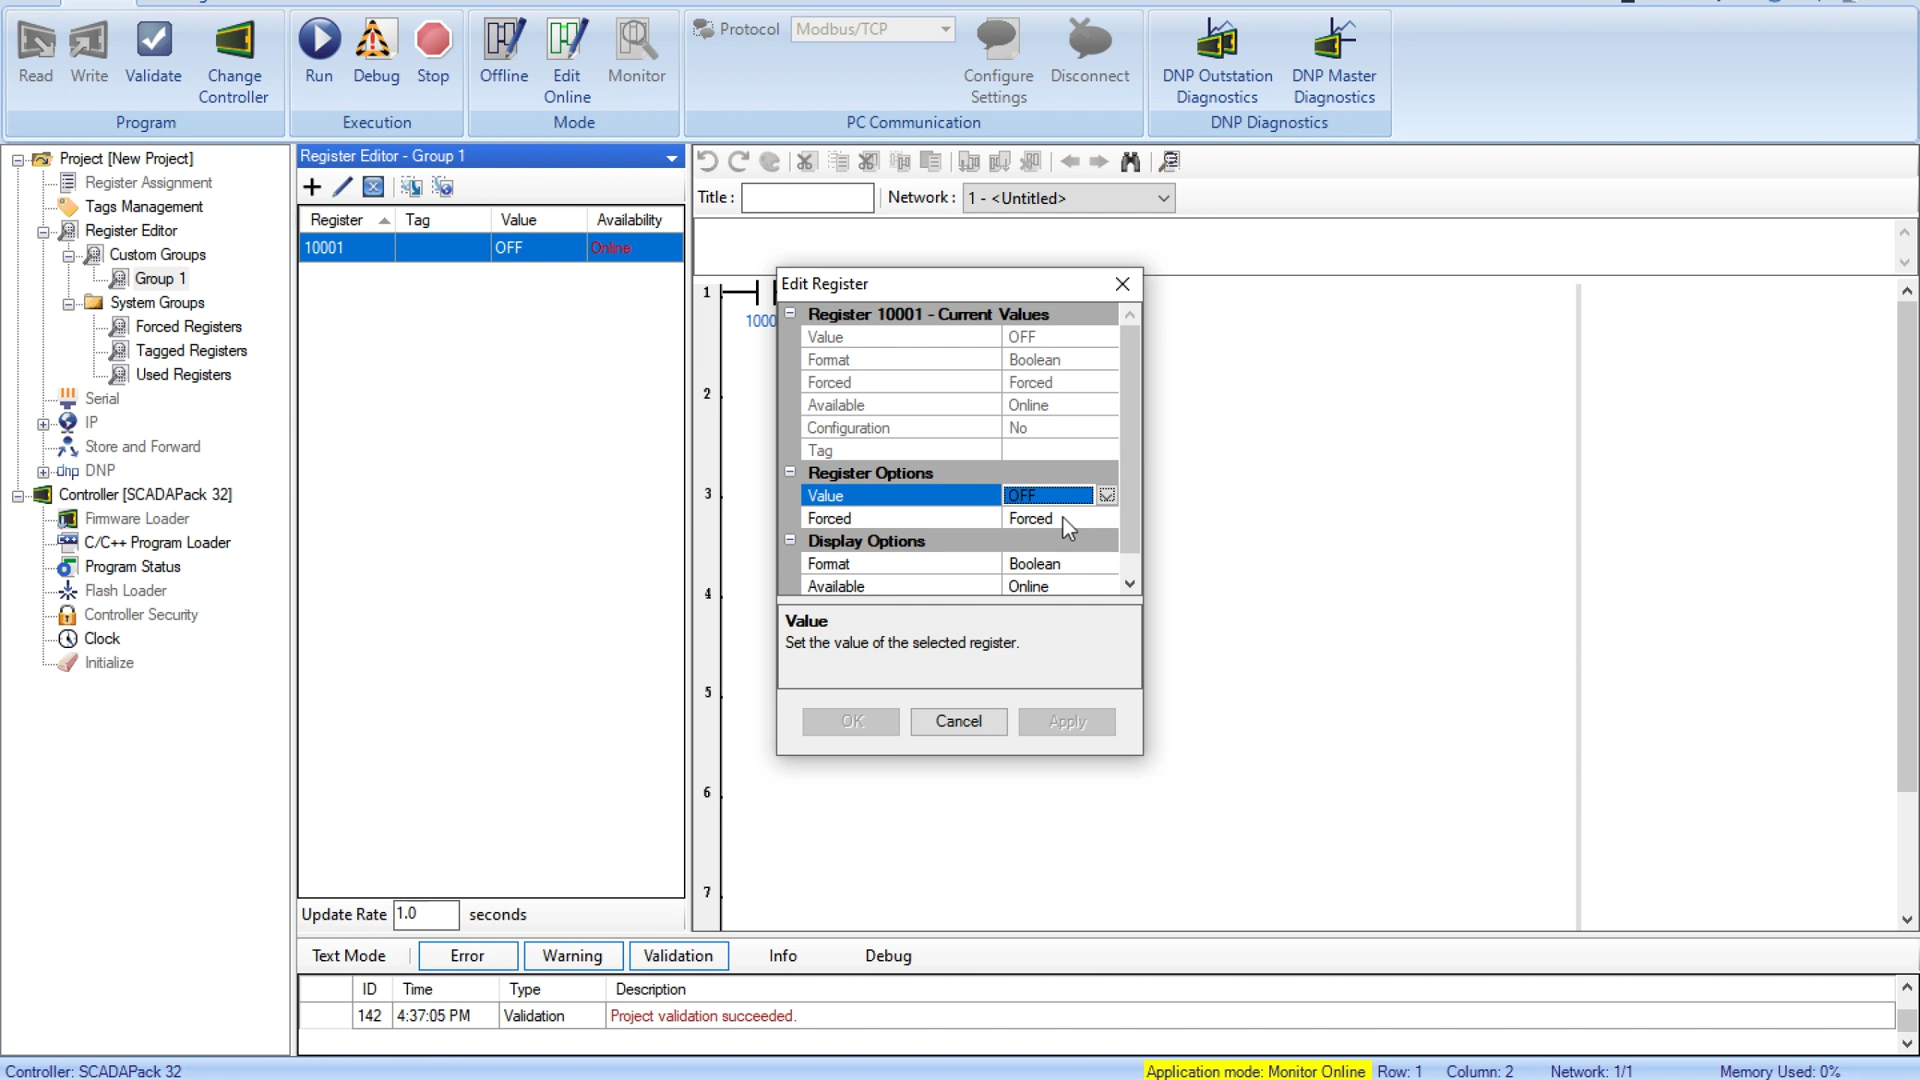 Read Write Validate Change Controller Run Debug Stop Offline Edit Online Monitor Protocol Modbus/TCP Configure Settings Disconnect DNP Outstation Diagnostics DNP Master Diagnostics
Program Execution Mode PC Communication DNP Diagnostics
Project [New Project]
Register Assignment
Tags Management
Register Editor
Custom Groups
Group 1
System Groups
Forced Registers
Tagged Registers
Used Registers
Serial
IP
Store and Forward
dnp DNP
Controller [SCADAPack 32]
Firmware Loader
C/C++ Program Loader
Program Status
Flash Loader
Controller Security
Clock
Initialize
Register Editor - Group 1
Register Tag Value Availability
10001 OFF Online
Update Rate 1.0 seconds
Title : Network : 1 - <Untitled>
1
1000
2
3
4
5
6
7
Edit Register
Register 10001 - Current Values
Value OFF
Format Boolean
Forced Forced
Available Online
Configuration No
Tag
Register Options
Value OFF
Forced Forced
Display Options
Format Boolean
Available Online
Value
Set the value of the selected register.
OK Cancel Apply
Text Mode Error Warning Validation Info Debug
ID Time Type Description
142 4:37:05 PM Validation Project validation succeeded.
Controller: SCADAPack 32 Application mode: Monitor Online Row: 1 Column: 2 Network: 1/1 Memory Used: 0%